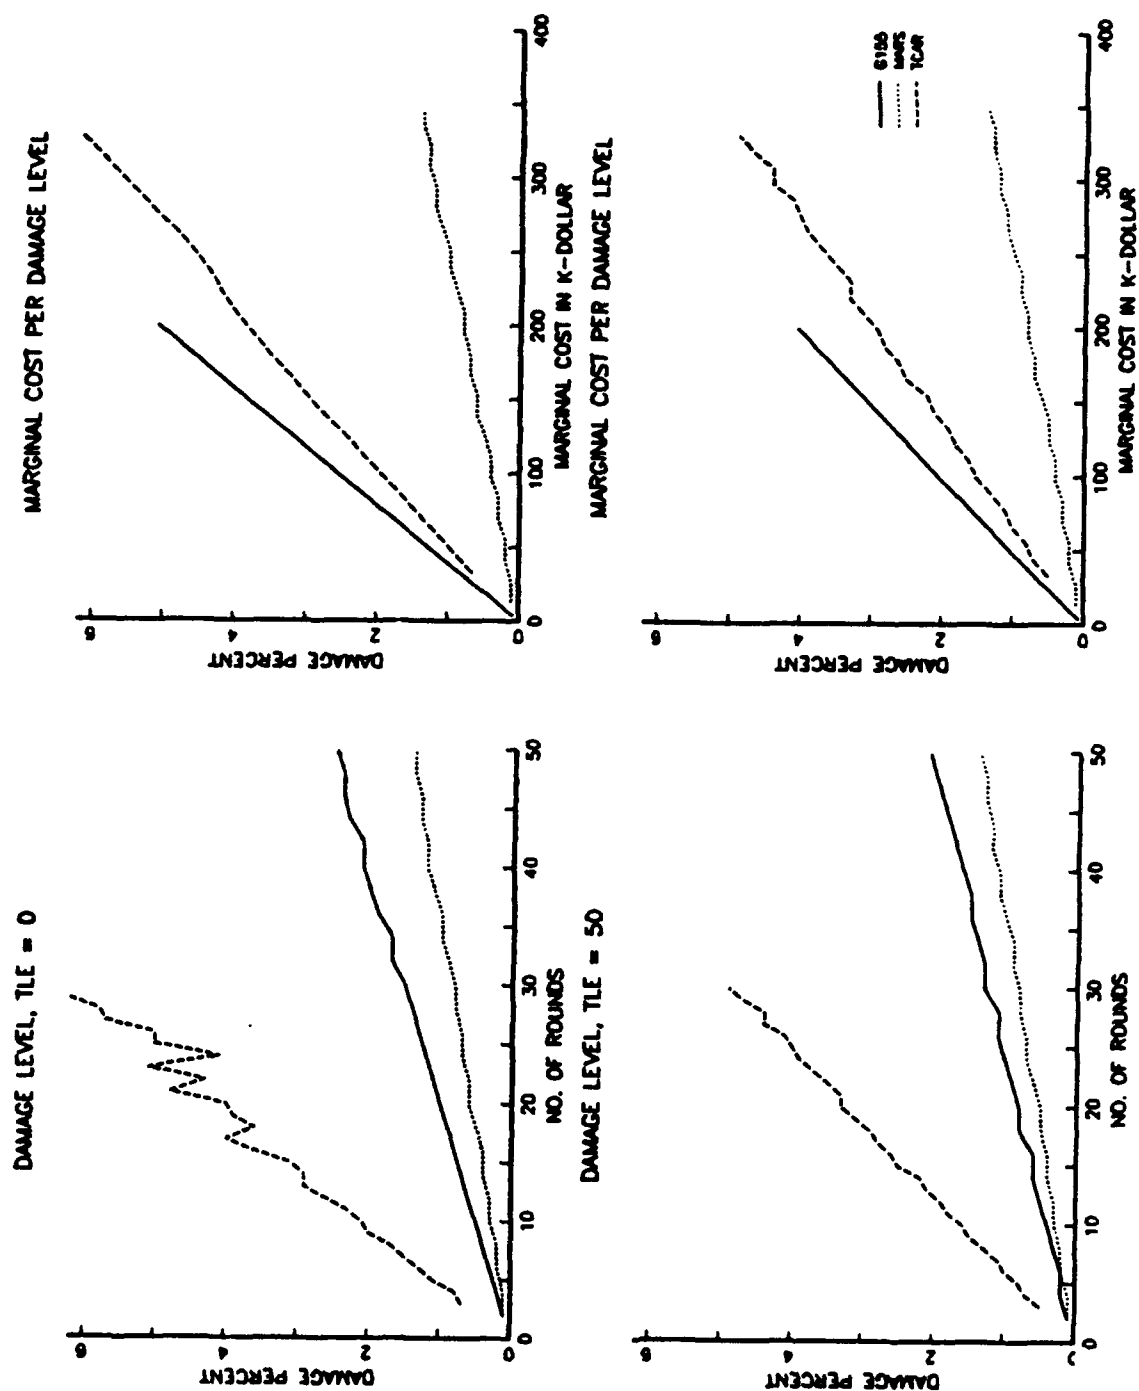 DAMAGE LEVEL, TLE = 0
DAMAGE PERCENT
6
4
2
0
0
10
20
30
40
50
NO. OF ROUNDS
MARGINAL COST PER DAMAGE LEVEL
DAMAGE PERCENT
6
4
2
0
0
100
200
300
400
MARGINAL COST IN K-DOLLAR
DAMAGE LEVEL, TLE = 50
DAMAGE PERCENT
6
4
2
0
10
20
30
40
50
NO. OF ROUNDS
MARGINAL COST PER DAMAGE LEVEL
DAMAGE PERCENT
6
4
2
0
0
100
200
300
400
MARGINAL COST IN K-DOLLAR
MARS
TCAR